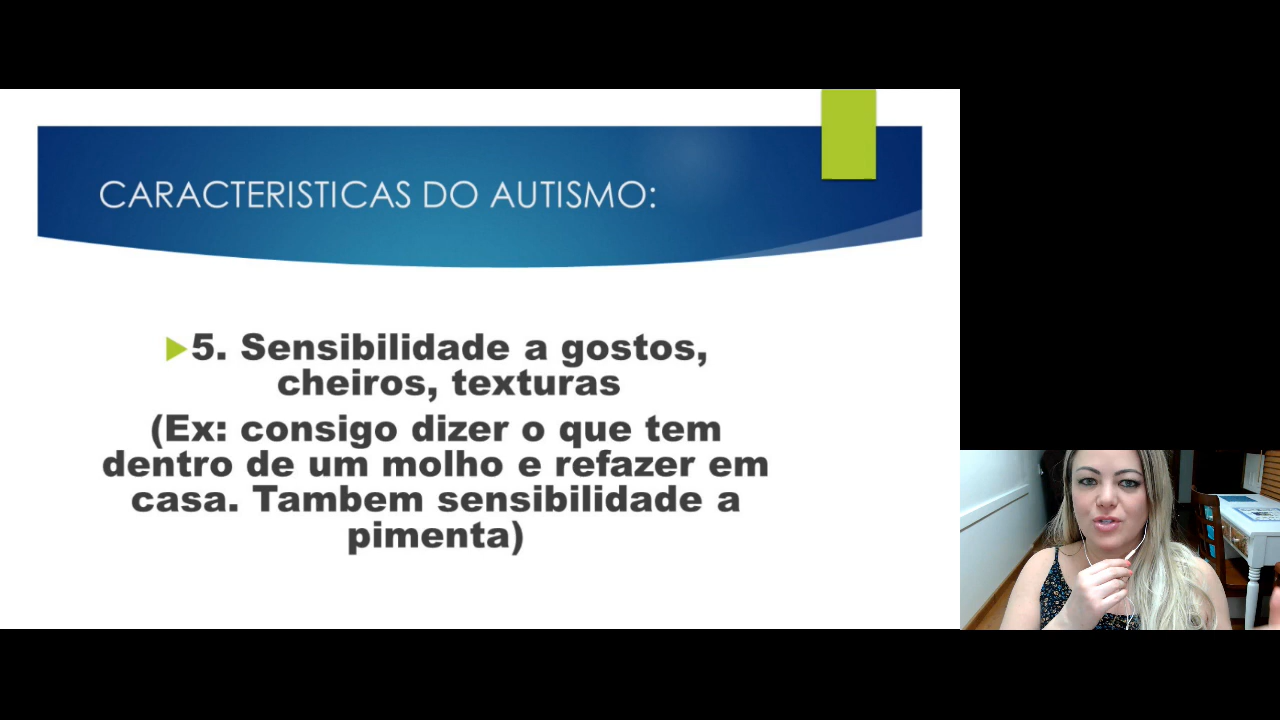 CARACTERISTICAS DO AUTISMO:
5. Sensibilidade a gostos,
cheiros, texturas
(Ex: consigo dizer o que tem
dentro de um molho e refazer em
casa. Tambem sensibilidade a
pimenta)